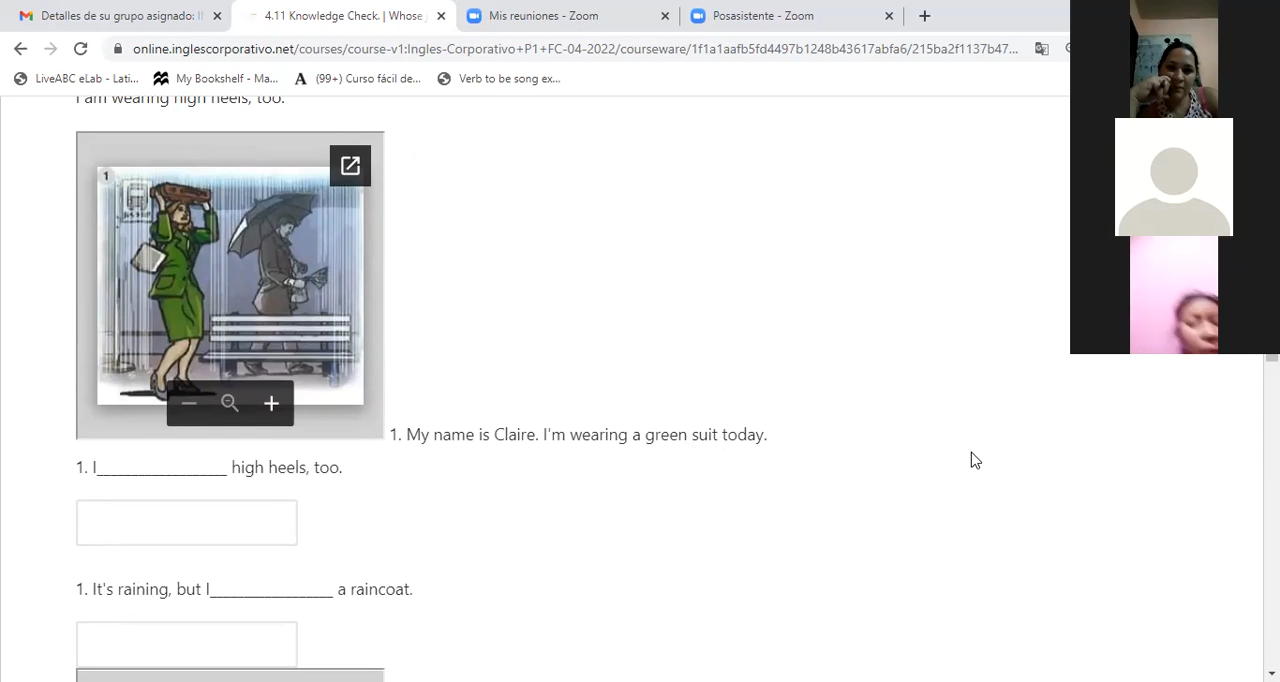 Detalles de su grupo asignado: II
4.11 Knowledge Check. | Whose
Mis reuniones - Zoom
Posasistente - Zoom
online.inglescorporativo.net/courses/course-v1:Ingles-Corporativo+P1+FC-04-2022/courseware/1f1a1aafb5fd4497b1248b43617abfa6/215ba2f1137b47...
LiveABC eLab - Lati...
My Bookshelf - Ma...
(99+) Curso fácil de...
Verb to be song ex...
I am wearing high heels, too.
1
1. My name is Claire. I'm wearing a green suit today.
1. I__________________ high heels, too.
1. It's raining, but I_________________ a raincoat.